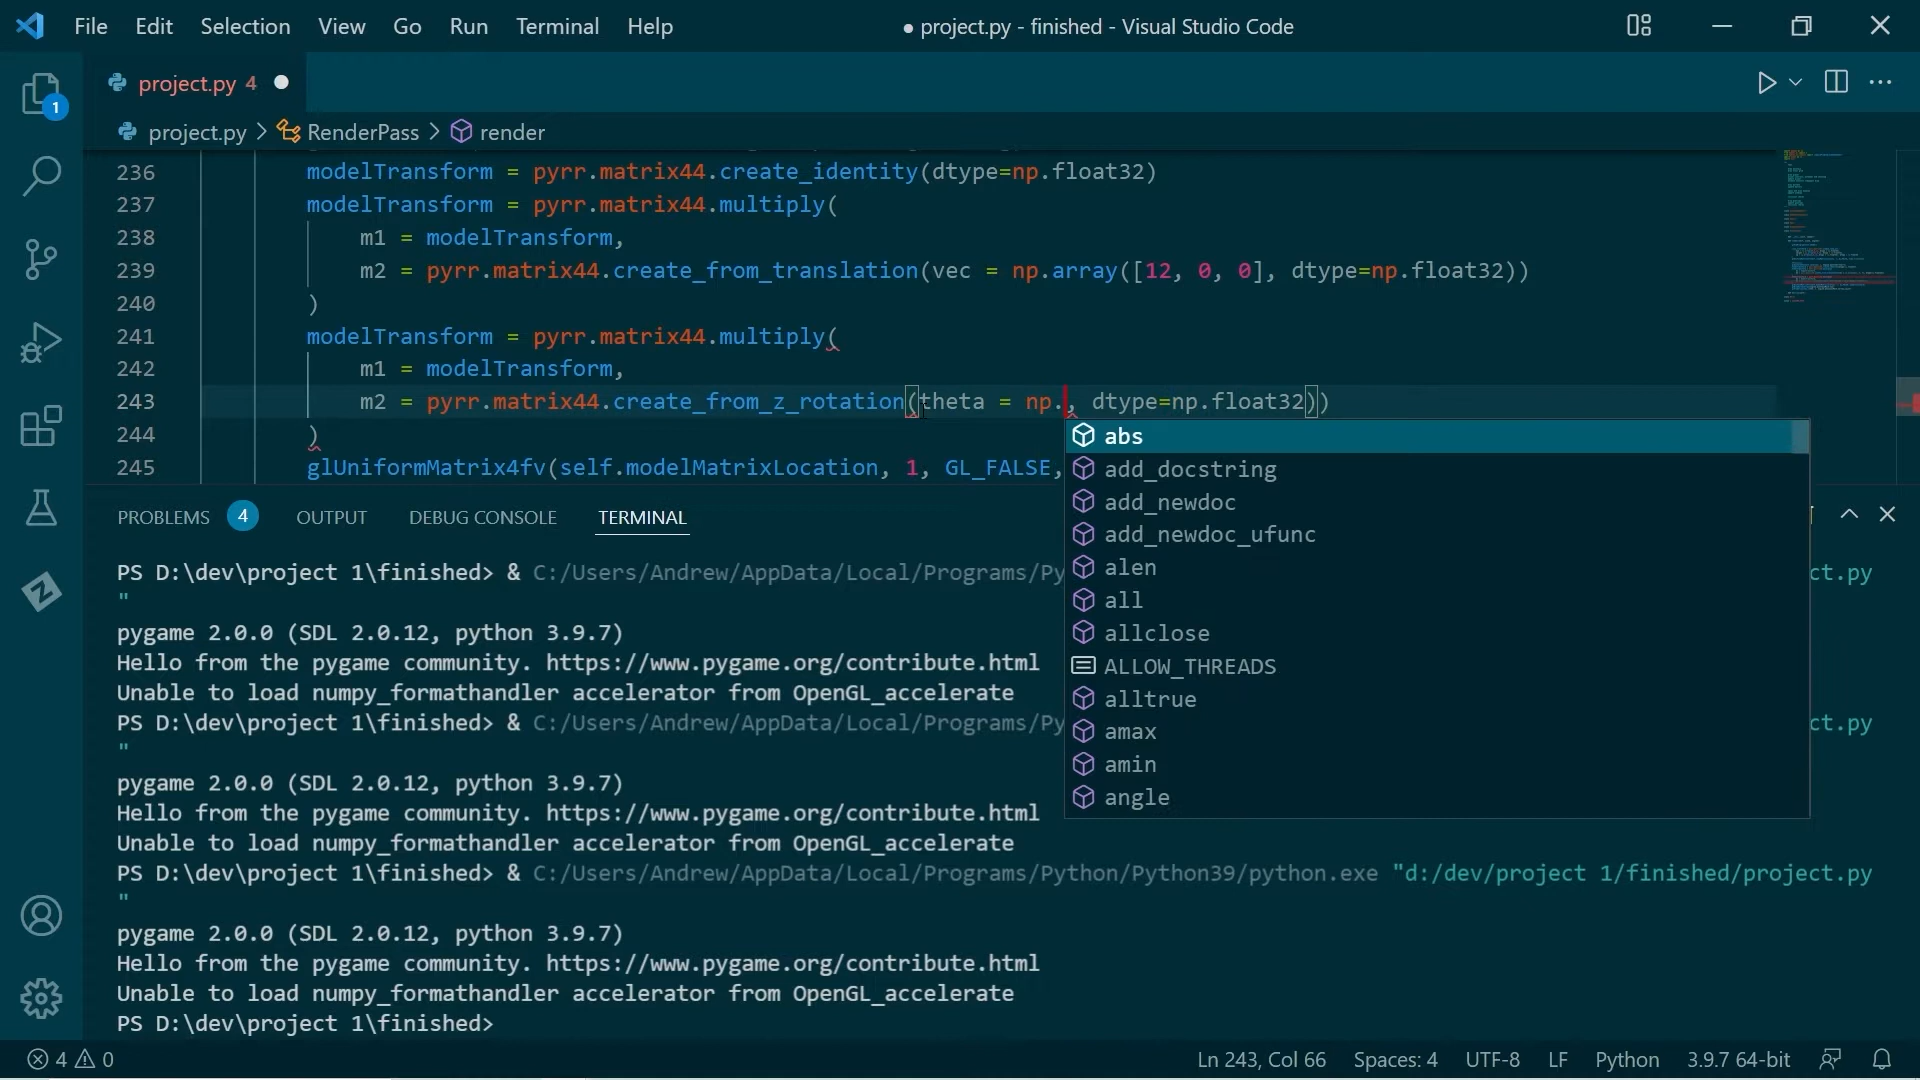 File Edit Selection View Go Run Terminal Help
● project.py - finished - Visual Studio Code
1
project.py 4 ●
project.py > RenderPass > render
236 modelTransform = pyrr.matrix44.create_identity(dtype=np.float32)
237 modelTransform = pyrr.matrix44.multiply(
238 m1 = modelTransform,
239 m2 = pyrr.matrix44.create_from_translation(vec = np.array([12, 0, 0], dtype=np.float32))
240 )
241 modelTransform = pyrr.matrix44.multiply(
242 m1 = modelTransform,
243 m2 = pyrr.matrix44.create_from_z_rotation(theta = np., dtype=np.float32))
244 )
245 glUniformMatrix4fv(self.modelMatrixLocation, 1, GL_FALSE,
abs
add_docstring
add_newdoc
add_newdoc_ufunc
alen
all
allclose
ALLOW_THREADS
alltrue
amax
amin
angle
PROBLEMS 4 OUTPUT DEBUG CONSOLE TERMINAL
PS D:\dev\project 1\finished> & C:/Users/Andrew/AppData/Local/Programs/Py ct.py
"
pygame 2.0.0 (SDL 2.0.12, python 3.9.7)
Hello from the pygame community. https://www.pygame.org/contribute.html
Unable to load numpy_formathandler accelerator from OpenGL_accelerate
PS D:\dev\project 1\finished> & C:/Users/Andrew/AppData/Local/Programs/Py ct.py
"
pygame 2.0.0 (SDL 2.0.12, python 3.9.7)
Hello from the pygame community. https://www.pygame.org/contribute.html
Unable to load numpy_formathandler accelerator from OpenGL_accelerate
PS D:\dev\project 1\finished> & C:/Users/Andrew/AppData/Local/Programs/Python/Python39/python.exe "d:/dev/project 1/finished/project.py
"
pygame 2.0.0 (SDL 2.0.12, python 3.9.7)
Hello from the pygame community. https://www.pygame.org/contribute.html
Unable to load numpy_formathandler accelerator from OpenGL_accelerate
PS D:\dev\project 1\finished>
4 0 Ln 243, Col 66 Spaces: 4 UTF-8 LF Python 3.9.7 64-bit